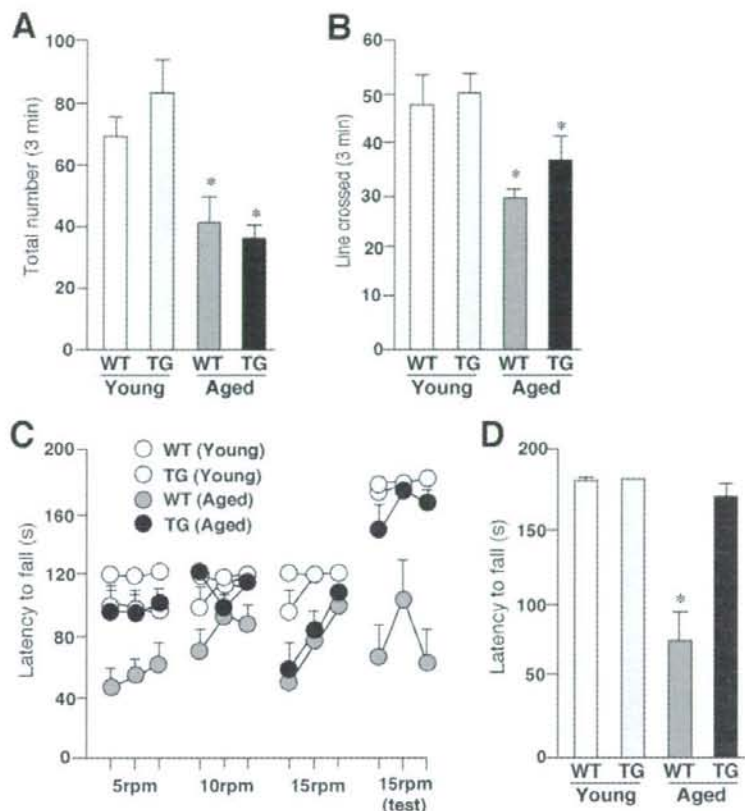 A
Total number (3 min)
100
80
60
40
20
0
*
*
WT TG WT TG
Young Aged
B
Line crossed (3 min)
60
50
40
30
20
10
0
*
*
WT TG WT TG
Young Aged
C
WT (Young)
TG (Young)
WT (Aged)
TG (Aged)
Latency to fall (s)
200
160
120
80
40
0
5rpm 10rpm 15rpm 15rpm
(test)
D
Latency to fall (s)
200
150
100
50
0
*
WT TG WT TG
Young Aged